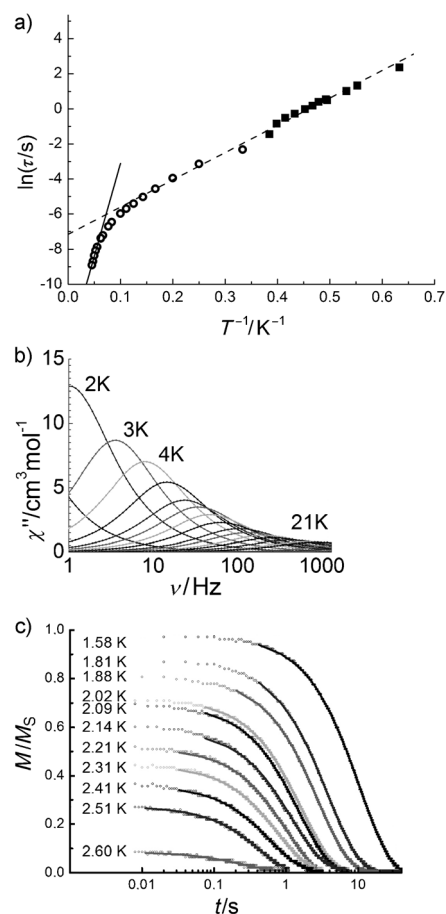 a)
4
2
0
-2
-4
-6
-8
-10
ln(τ/s)
0.0 0.1 0.2 0.3 0.4 0.5 0.6 0.7
T⁻¹/K⁻¹
b)
15
10
5
0
χ''/cm³mol⁻¹
2K
3K
4K
21K
1 10 100 1000
ν/Hz
c)
1.0
0.8
0.6
0.4
0.2
0.0
M/Mₛ
1.58 K
1.81 K
1.88 K
2.02 K
2.09 K
2.14 K
2.21 K
2.31 K
2.41 K
2.51 K
2.60 K
0.01 0.1 1 10
t/s